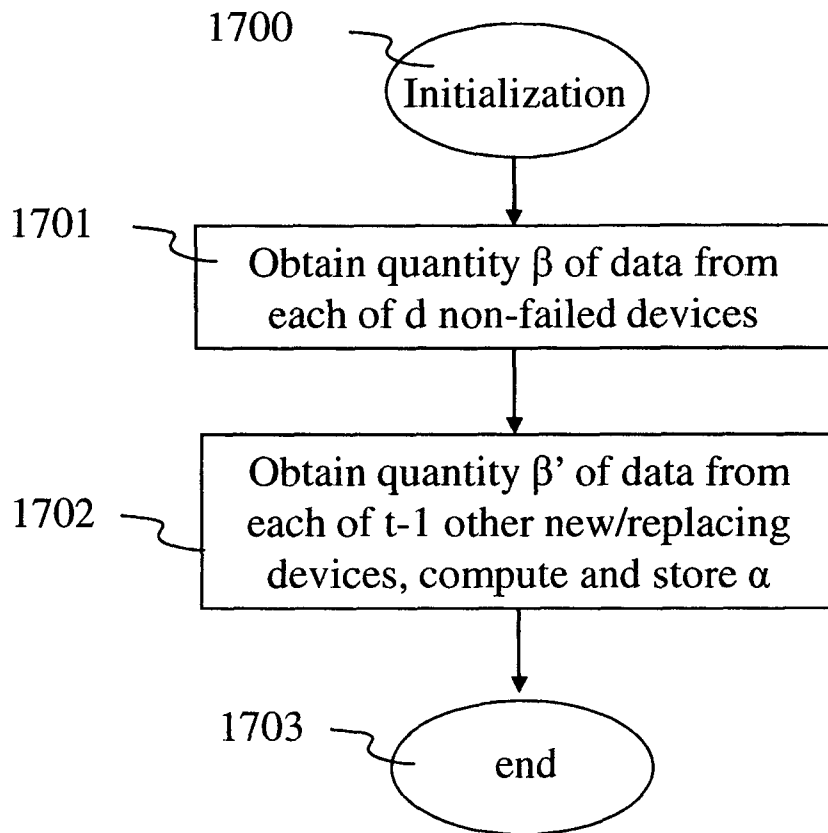 1700
Initialization
1701
Obtain quantity β of data from
each of d non-failed devices
1702
Obtain quantity β’ of data from
each of t-1 other new/replacing
devices, compute and store α
1703
end